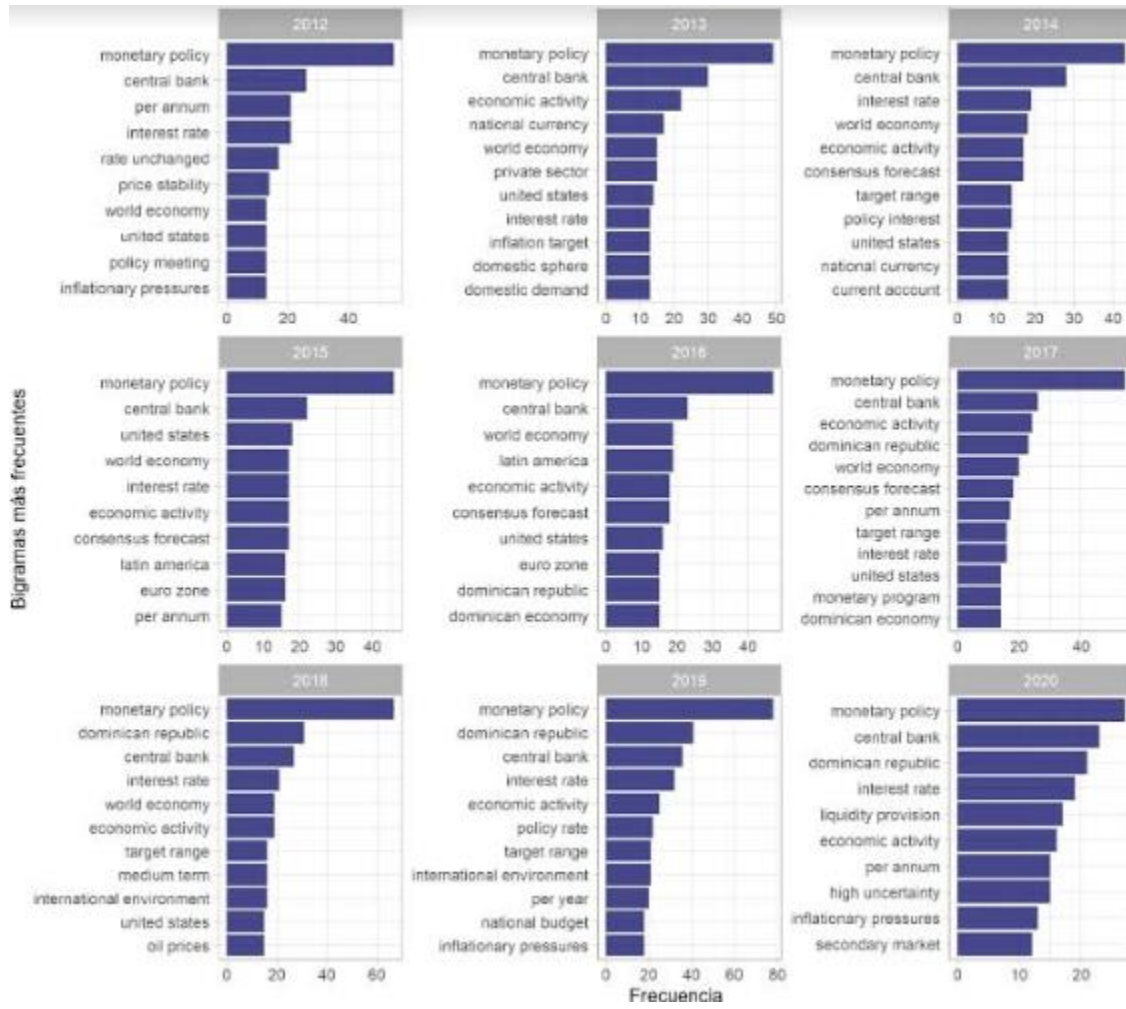 2012
monetary policy
central bank
per annum
interest rate
rate unchanged
price stability
world economy
united states
policy meeting
inflationary pressures
0 20 40
2013
monetary policy
central bank
economic activity
national currency
world economy
private sector
united states
interest rate
inflation target
domestic sphere
domestic demand
0 10 20 30 40 50
2014
monetary policy
central bank
interest rate
world economy
economic activity
consensus forecast
target range
policy interest
united states
national currency
current account
0 10 20 30 40
Bigramas más frecuentes
2015
monetary policy
central bank
united states
world economy
interest rate
economic activity
consensus forecast
latin america
euro zone
per annum
0 10 20 30 40
2016
monetary policy
central bank
world economy
latin america
economic activity
consensus forecast
united states
euro zone
dominican republic
dominican economy
0 10 20 30 40
2017
monetary policy
central bank
economic activity
dominican republic
world economy
consensus forecast
per annum
target range
interest rate
united states
monetary program
dominican economy
0 20 40
2018
monetary policy
dominican republic
central bank
interest rate
world economy
economic activity
target range
medium term
international environment
united states
oil prices
0 20 40 60
2019
monetary policy
dominican republic
central bank
interest rate
economic activity
policy rate
target range
international environment
per year
national budget
inflationary pressures
0 20 40 60 80
2020
monetary policy
central bank
dominican republic
interest rate
liquidity provision
economic activity
per annum
high uncertainty
inflationary pressures
secondary market
0 10 20
Frecuencia